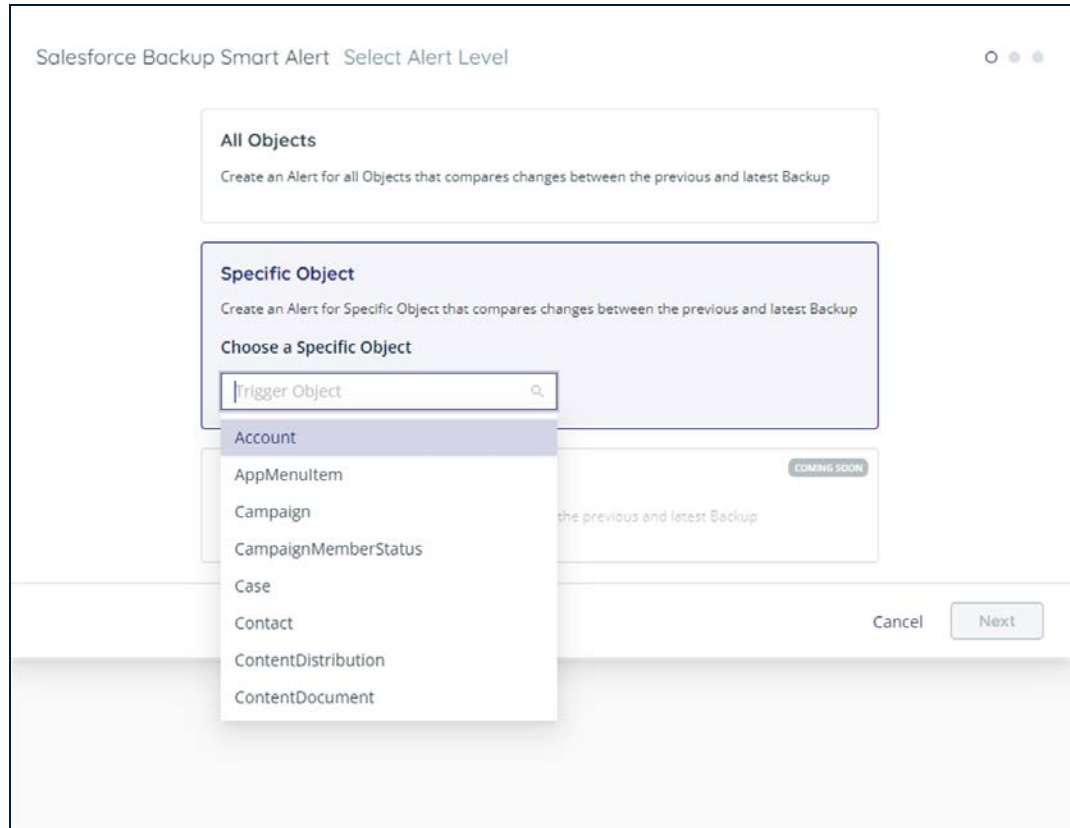 Salesforce Backup Smart Alert Select Alert Level
All Objects
Create an Alert for all Objects that compares changes between the previous and latest Backup
Specific Object
Create an Alert for Specific Object that compares changes between the previous and latest Backup
Choose a Specific Object
Trigger Object
Account
AppMenuItem
COMING SOON
Campaign
the previous and latest Backup
CampaignMemberStatus
Case
Contact
Cancel Next
ContentDistribution
ContentDocument